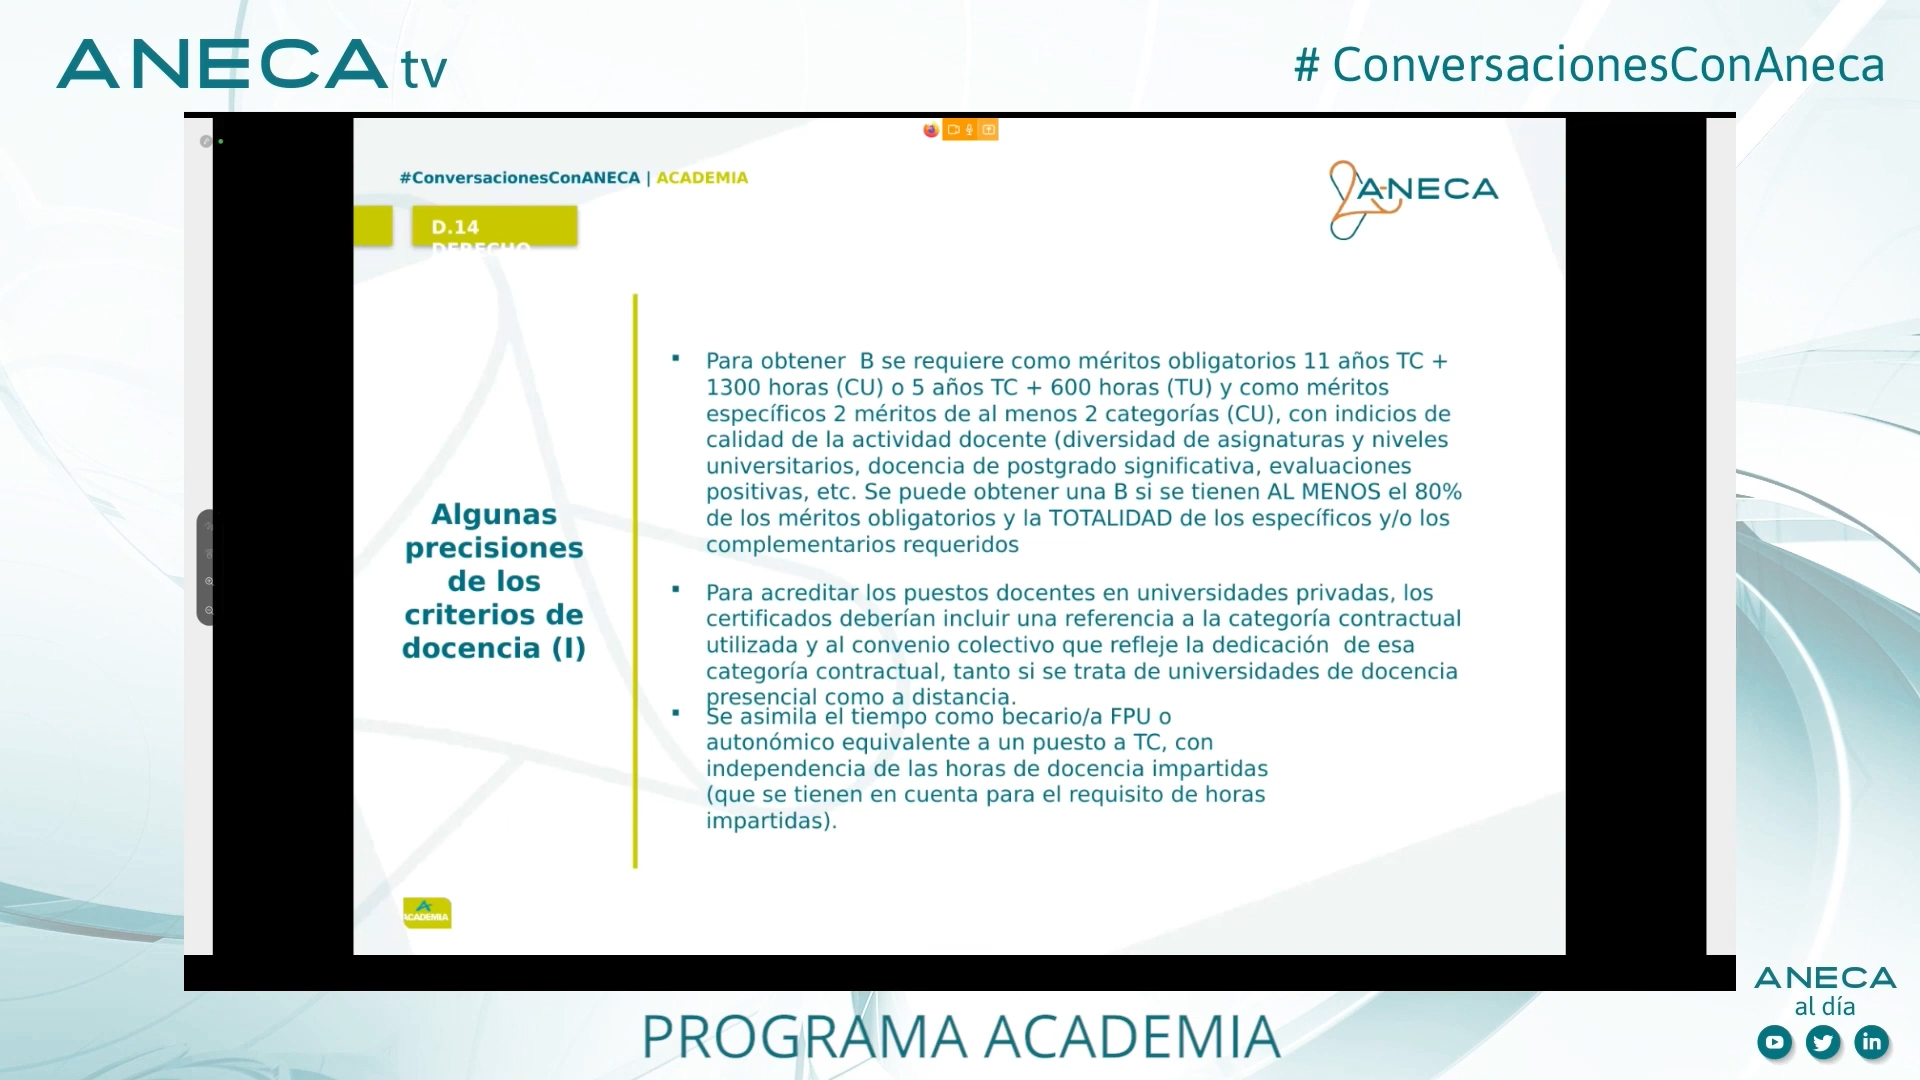 ANECA tv
# ConversacionesConAneca
#ConversacionesConANECA | ACADEMIA
ANECA
D.14
DERECHO
Algunas
precisiones
de los
criterios de
docencia (I)
▪ Para obtener  B se requiere como méritos obligatorios 11 años TC +
1300 horas (CU) o 5 años TC + 600 horas (TU) y como méritos
específicos 2 méritos de al menos 2 categorías (CU), con indicios de
calidad de la actividad docente (diversidad de asignaturas y niveles
universitarios, docencia de postgrado significativa, evaluaciones
positivas, etc. Se puede obtener una B si se tienen AL MENOS el 80%
de los méritos obligatorios y la TOTALIDAD de los específicos y/o los
complementarios requeridos
▪ Para acreditar los puestos docentes en universidades privadas, los
certificados deberían incluir una referencia a la categoría contractual
utilizada y al convenio colectivo que refleje la dedicación  de esa
categoría contractual, tanto si se trata de universidades de docencia
presencial como a distancia.
▪ Se asimila el tiempo como becario/a FPU o
autonómico equivalente a un puesto a TC, con
independencia de las horas de docencia impartidas
(que se tienen en cuenta para el requisito de horas
impartidas).
ACADEMIA
PROGRAMA ACADEMIA
ANECA
al día
in